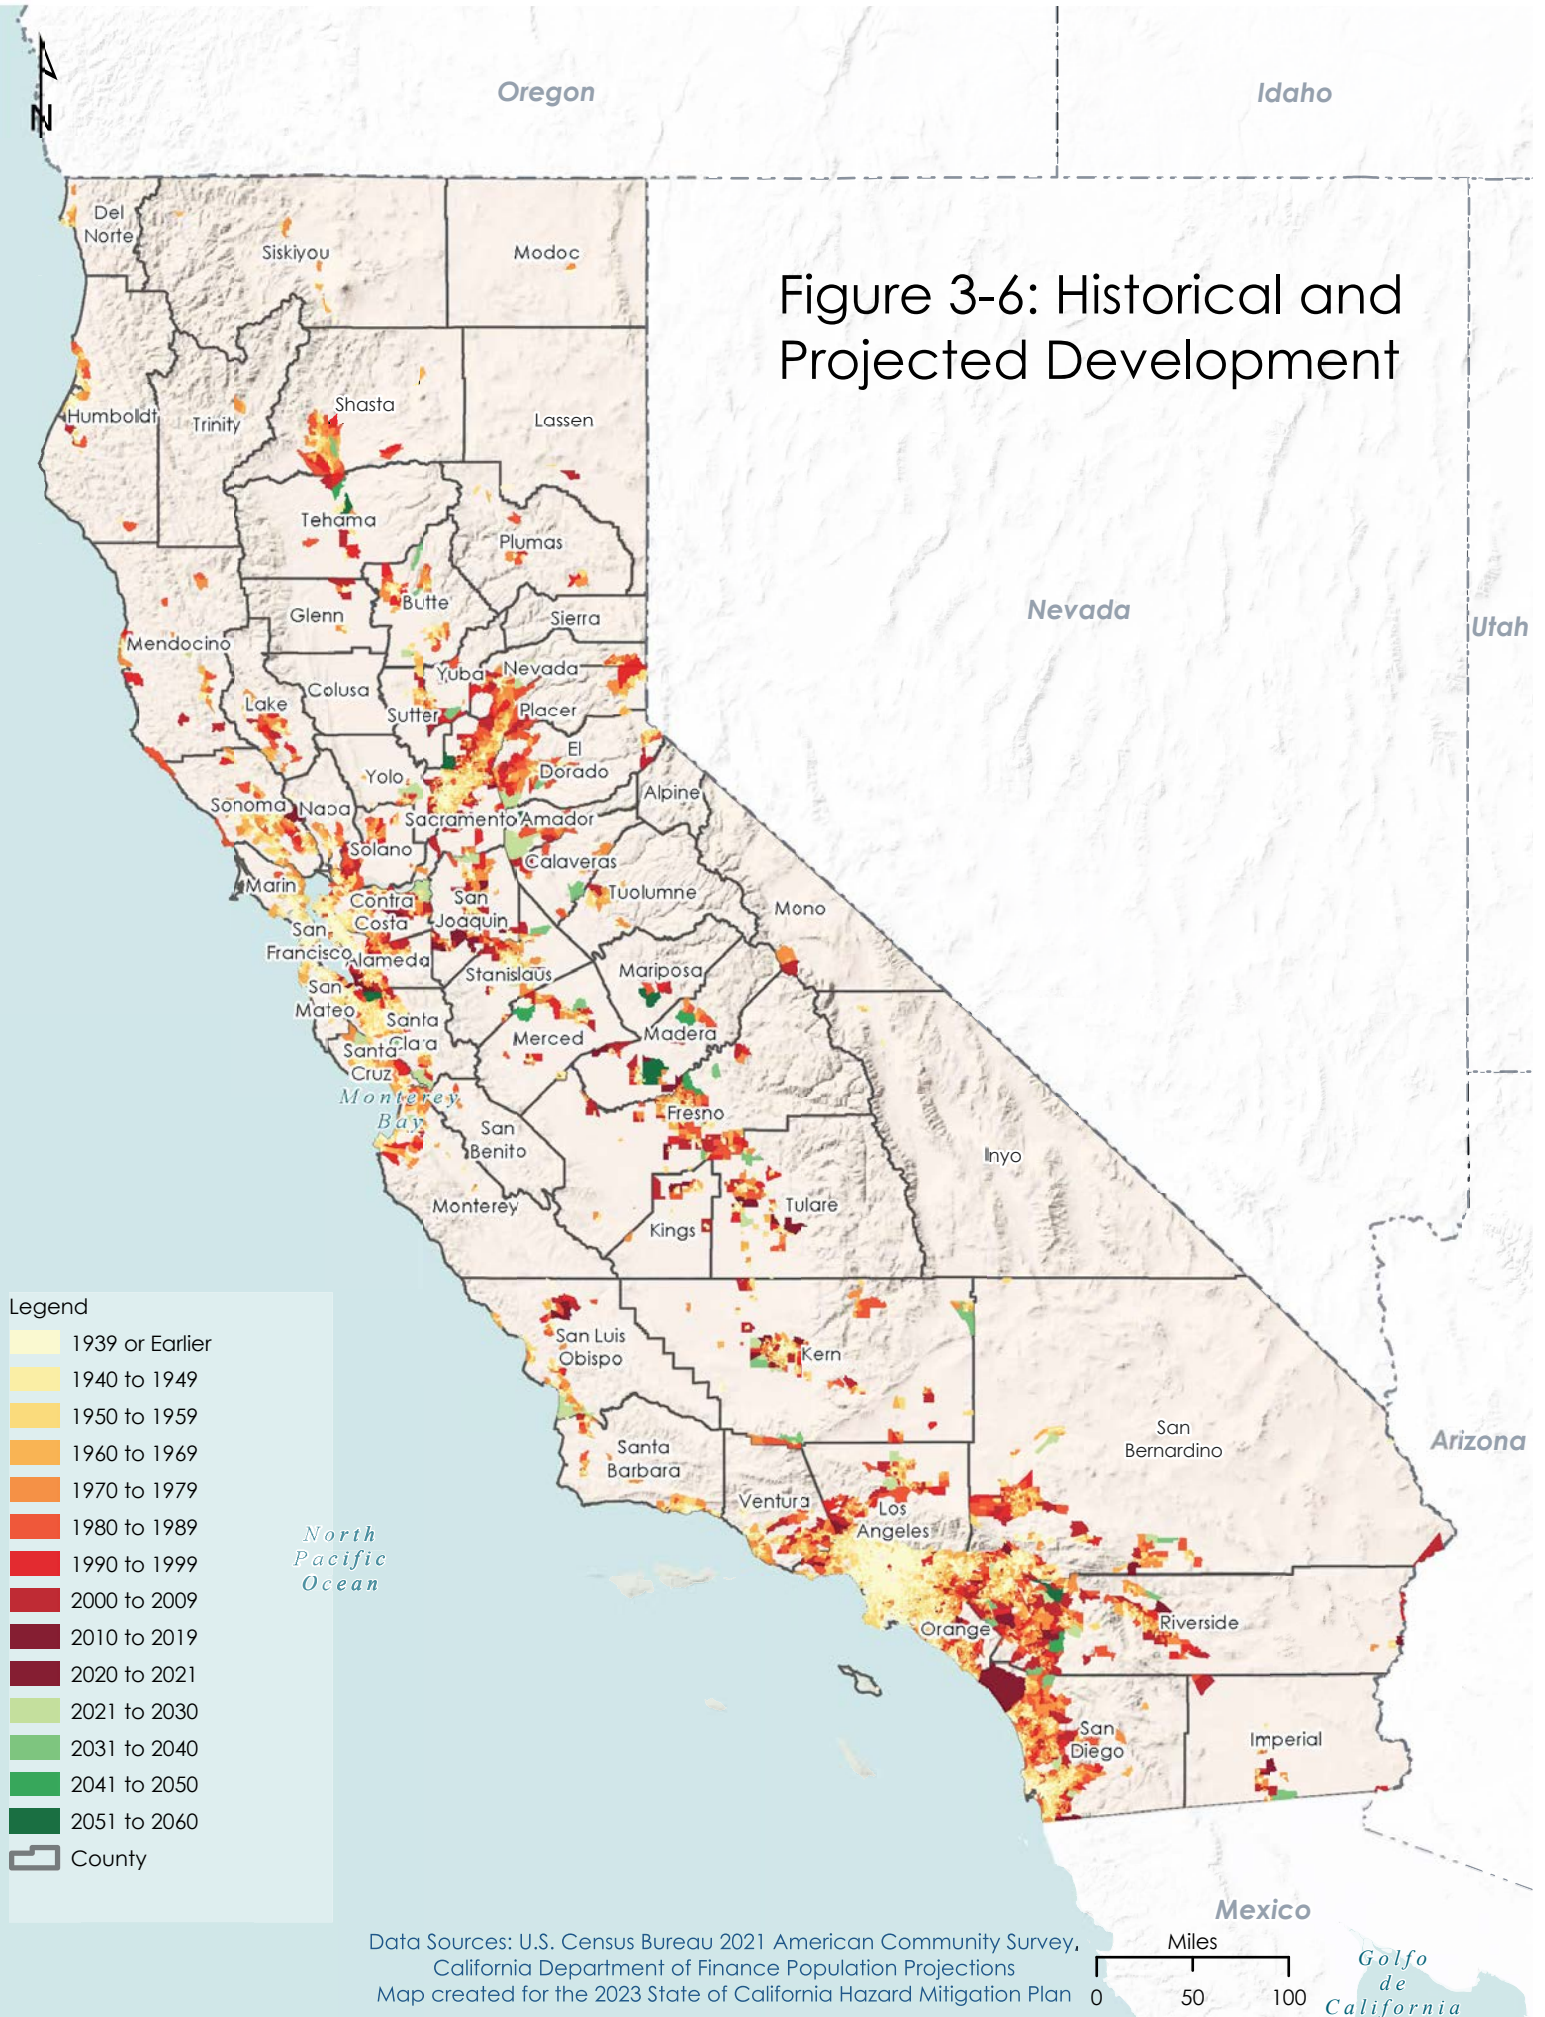 N
Oregon
Idaho
Del
Norte
Siskiyou
Modoc
Figure 3-6: Historical and
Projected Development
Humboldt
Trinity
Shasta
Lassen
Tehama
Plumas
Butte
Glenn
Sierra
Nevada
Utah
Mendocino
Yuba
Nevada
Colusa
Lake
Sutter
Placer
El
Dorado
Yolo
Alpine
Sonoma
Napa
Sacramento
Amador
Solano
Calaveras
Marin
Tuolumne
Contra
Costa
San
Joaquin
Mono
San
Francisco
Alameda
Stanislaus
Mariposa
San
Mateo
Santa
Clara
Merced
Madera
Santa
Cruz
Monterey
Bay
Fresno
San
Benito
Inyo
Monterey
Tulare
Kings
Legend
1939 or Earlier
1940 to 1949
1950 to 1959
1960 to 1969
1970 to 1979
1980 to 1989
1990 to 1999
2000 to 2009
2010 to 2019
2020 to 2021
2021 to 2030
2031 to 2040
2041 to 2050
2051 to 2060
County
San Luis
Obispo
Kern
San
Bernardino
Arizona
Santa
Barbara
Ventura
Los
Angeles
North
Pacific
Ocean
Orange
Riverside
San
Diego
Imperial
Mexico
Data Sources: U.S. Census Bureau 2021 American Community Survey,
California Department of Finance Population Projections
Map created for the 2023 State of California Hazard Mitigation Plan
Miles
0 50 100
Golfo
de
California